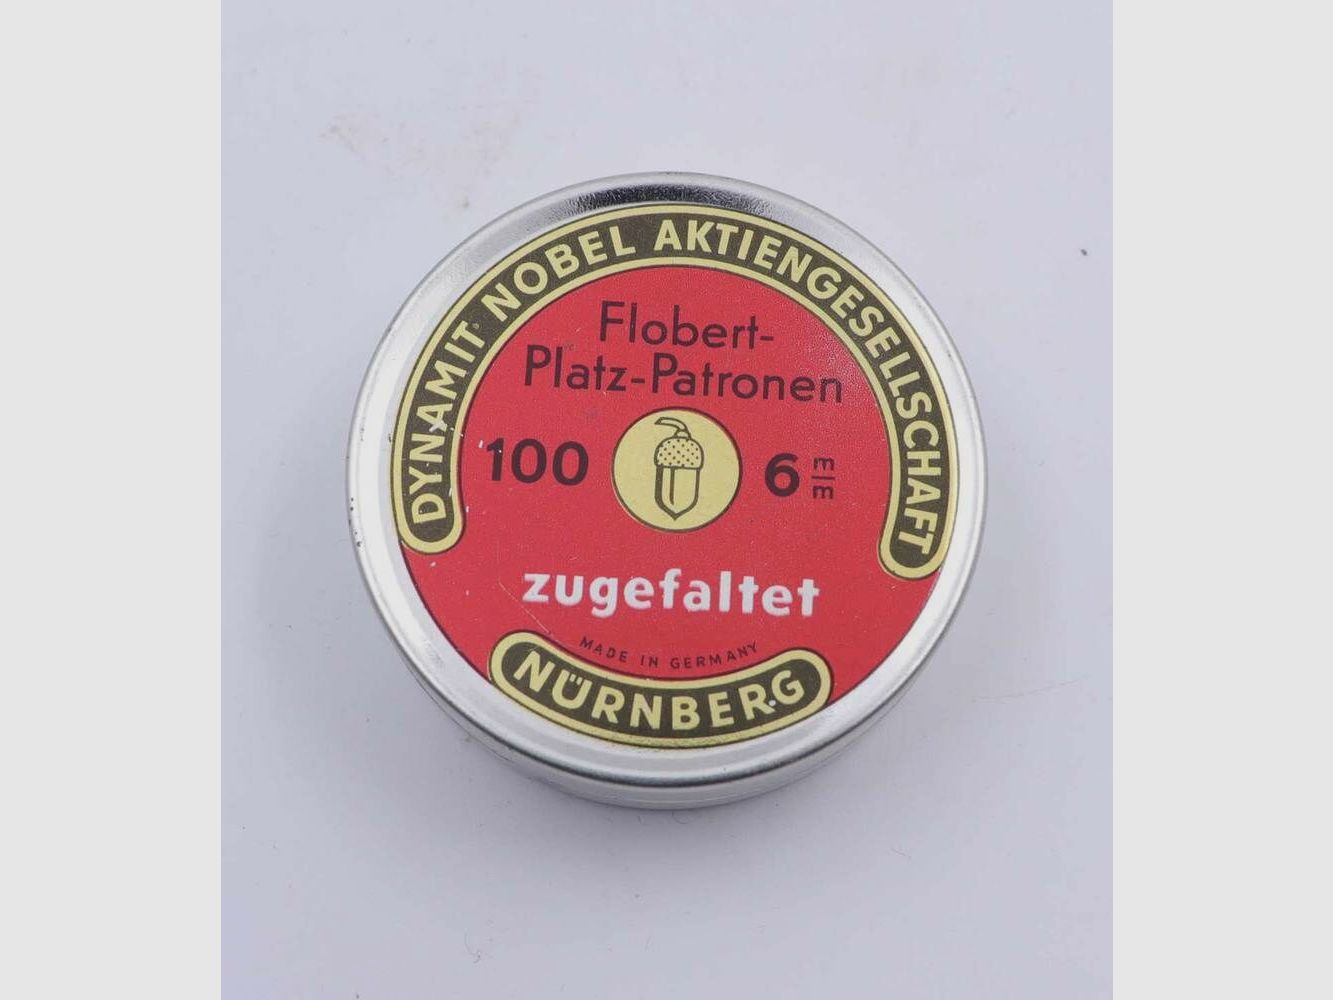 DYNAMIT NOBEL AKTIENGESELLSCHAFT
Flobert-
Platz-Patronen
100 6 m/m
zugefaltet
MADE IN GERMANY
NÜRNBERG